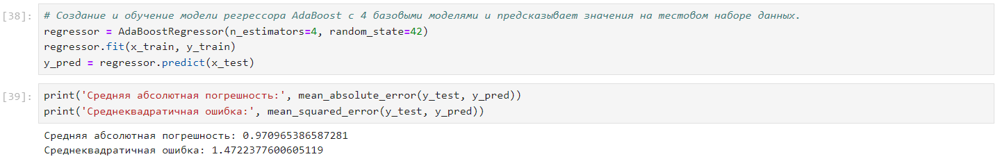 [38]:
# Создание и обучение модели регрессора AdaBoost с 4 базовыми моделями и предсказывает значения на тестовом наборе данных.
regressor = AdaBoostRegressor(n_estimators=4, random_state=42)
regressor.fit(x_train, y_train)
y_pred = regressor.predict(x_test)
[39]:
print('Средняя абсолютная погрешность:', mean_absolute_error(y_test, y_pred))
print('Среднеквадратичная ошибка:', mean_squared_error(y_test, y_pred))
Средняя абсолютная погрешность: 0.970965386587281
Среднеквадратичная ошибка: 1.4722377600605119